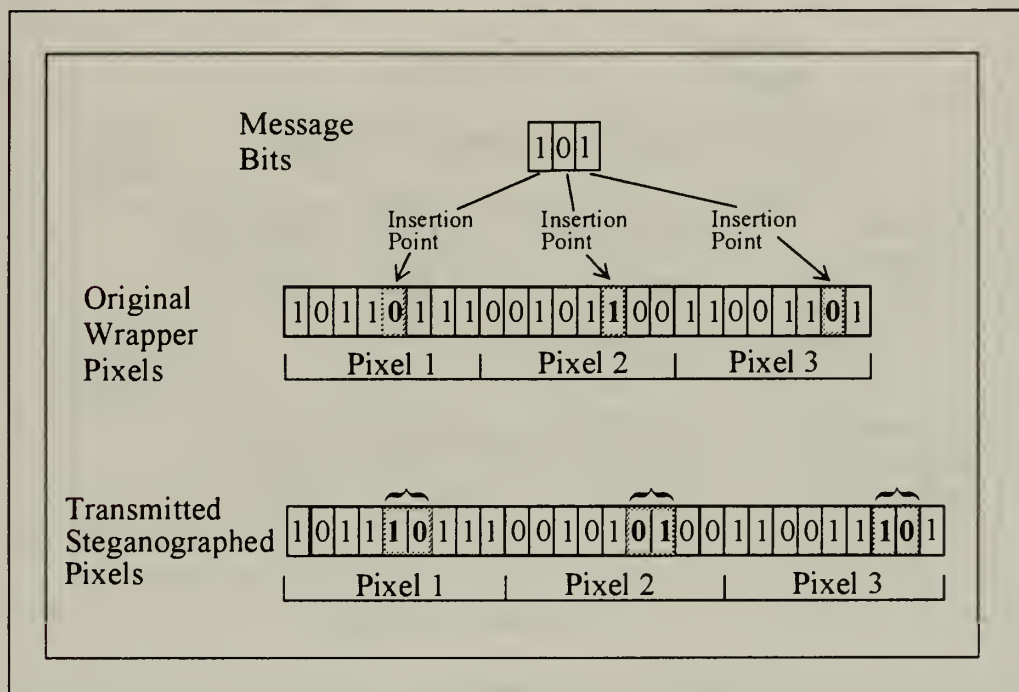 Message
Bits
101
Insertion
Point
Insertion
Point
Insertion
Point
Original
Wrapper
Pixels
101101110010110011001101
Pixel 1 Pixel 2 Pixel 3
Transmitted
Steganographed
Pixels
101110111001010100110011101
Pixel 1 Pixel 2 Pixel 3